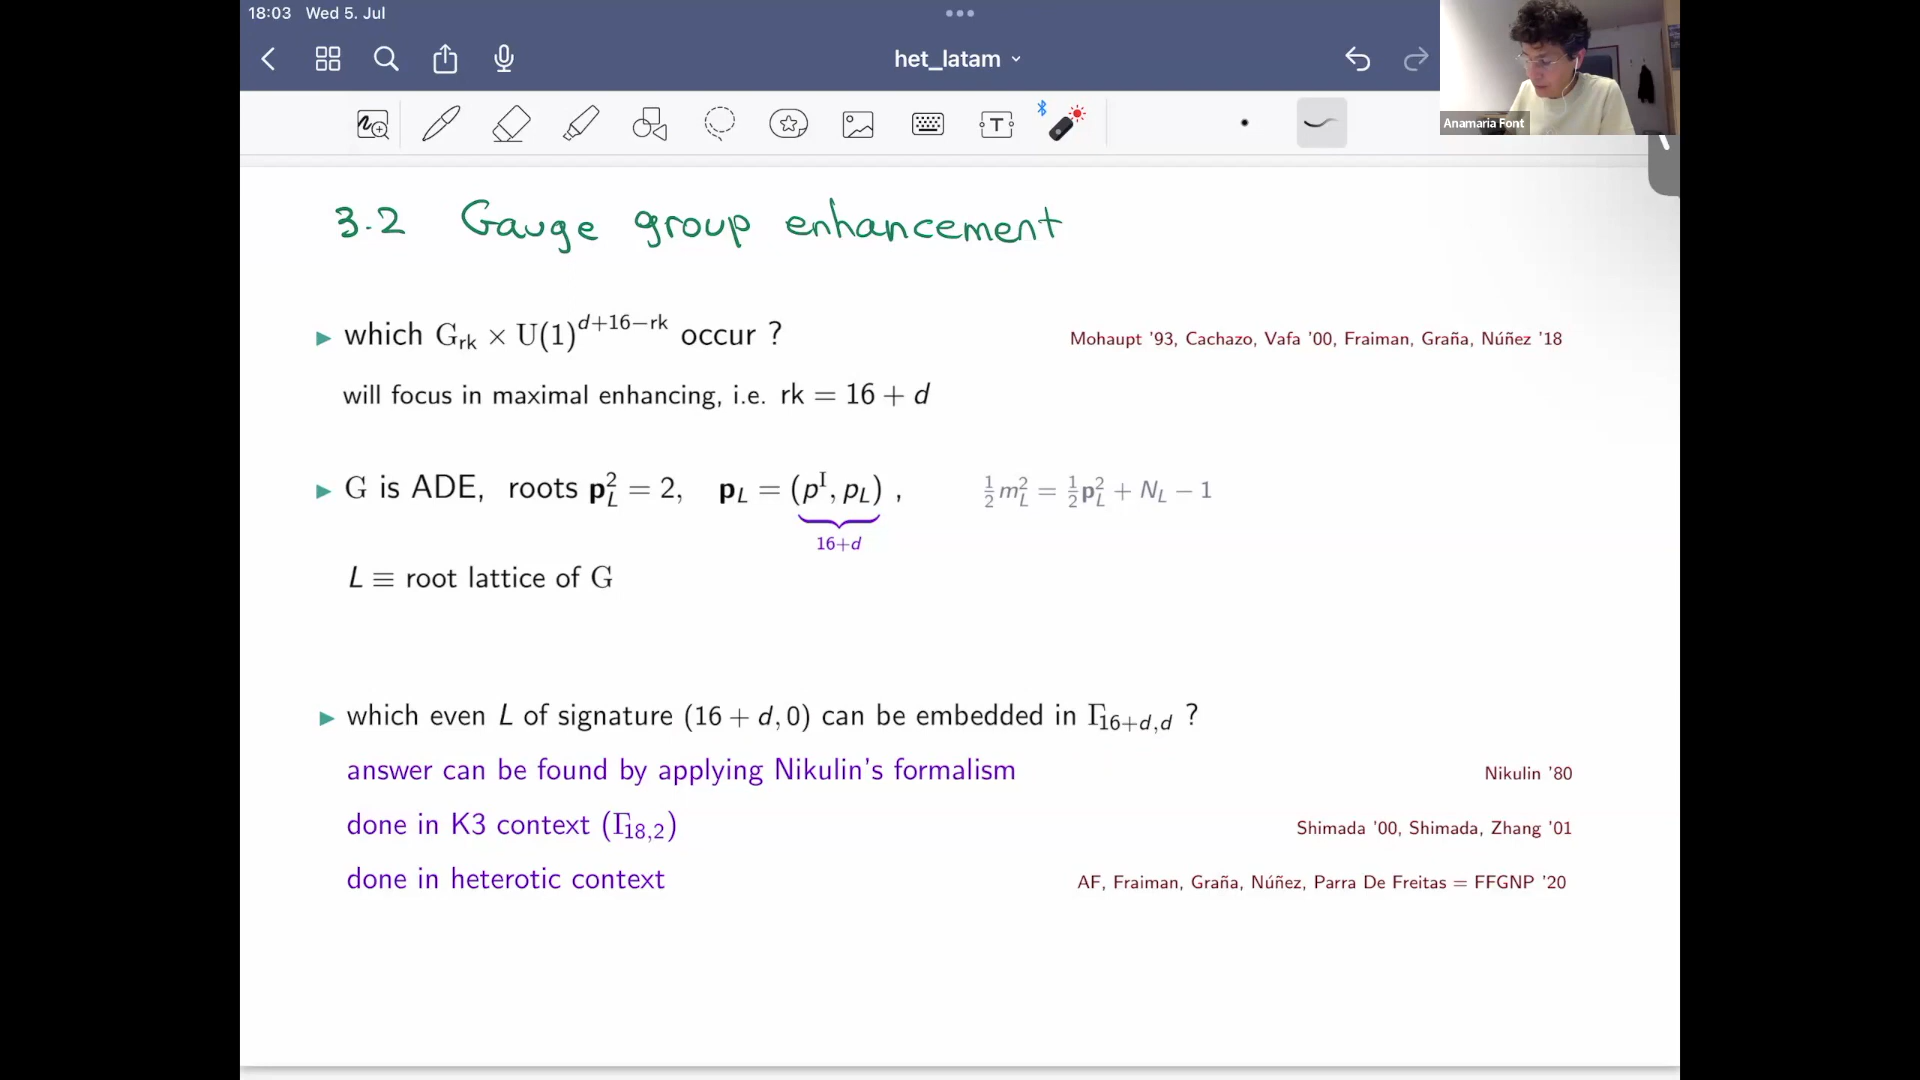 18:03 Wed 5. Jul
het_latam
T
Anamaria Font
3.2 Gauge group enhancement
▶ which G_rk × U(1)^{d+16−rk} occur ? Mohaupt '93, Cachazo, Vafa '00, Fraiman, Graña, Núñez '18
will focus in maximal enhancing, i.e. rk = 16 + d
▶ G is ADE, roots p_L^2 = 2, p_L = (p^I, p_L) , ½m_L^2 = ½p_L^2 + N_L − 1
16+d
L ≡ root lattice of G
▶ which even L of signature (16 + d, 0) can be embedded in Γ_{16+d,d} ?
answer can be found by applying Nikulin's formalism Nikulin '80
done in K3 context (Γ_{18,2}) Shimada '00, Shimada, Zhang '01
done in heterotic context AF, Fraiman, Graña, Núñez, Parra De Freitas = FFGNP '20